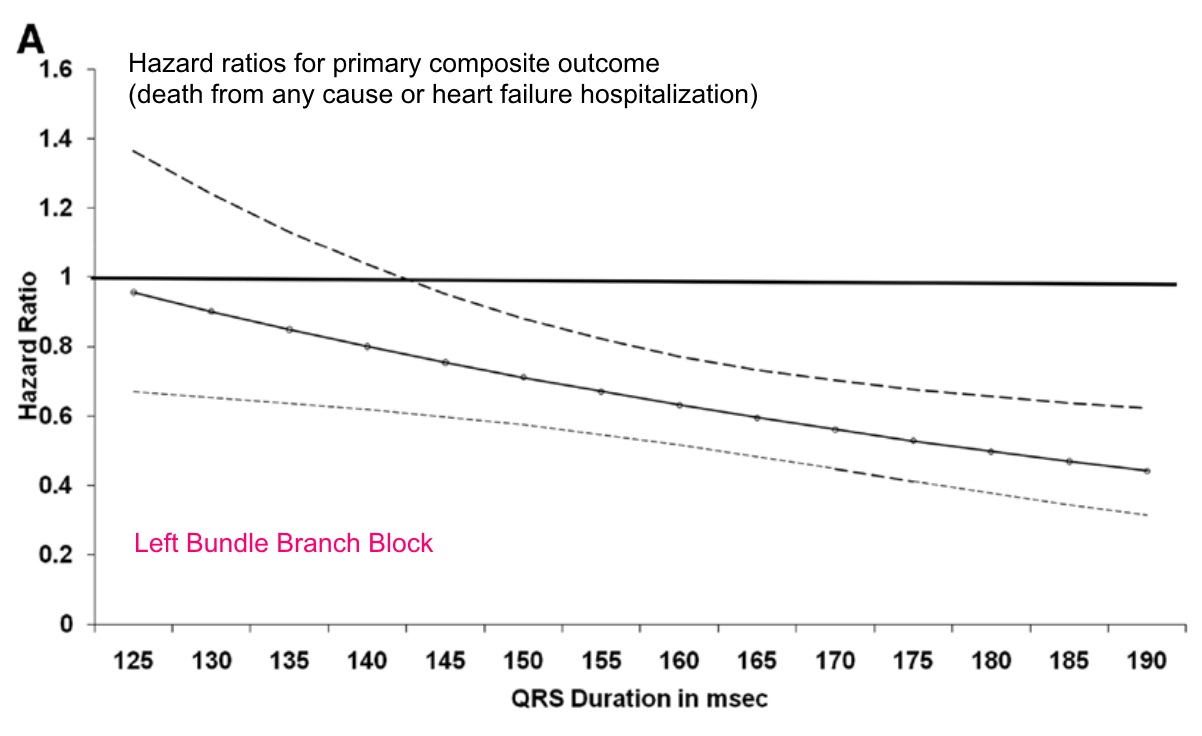 A
Hazard ratios for primary composite outcome
(death from any cause or heart failure hospitalization)
1.6
1.4
1.2
1
0.8
0.6
0.4
0.2
0
Hazard Ratio
Left Bundle Branch Block
125 130 135 140 145 150 155 160 165 170 175 180 185 190
QRS Duration in msec